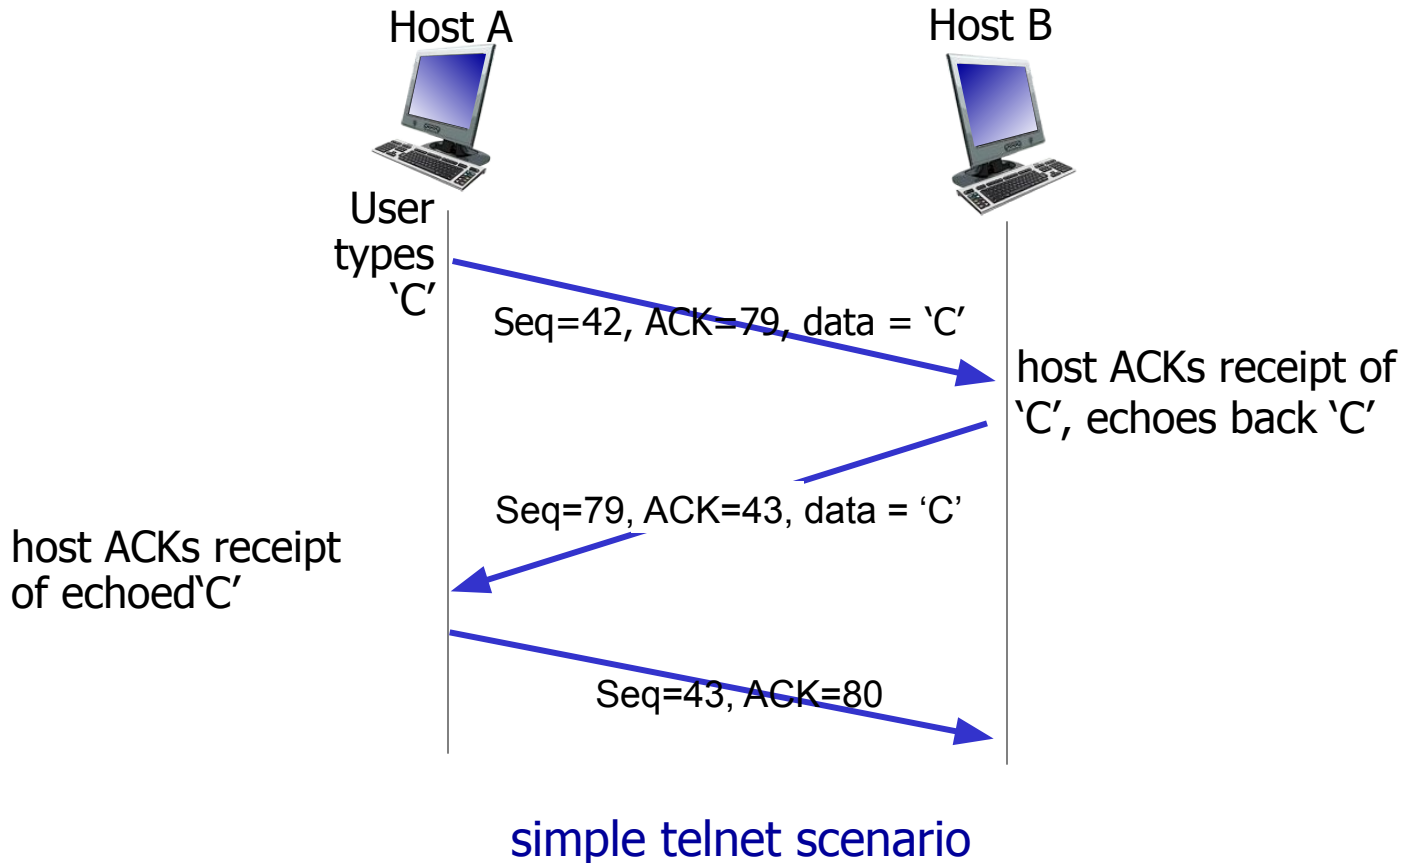 Host A
Host B
User
types
‘C’
Seq=42, ACK=79, data = ‘C’
host ACKs receipt of
‘C’, echoes back ‘C’
Seq=79, ACK=43, data = ‘C’
host ACKs receipt
of echoed‘C’
Seq=43, ACK=80
simple telnet scenario